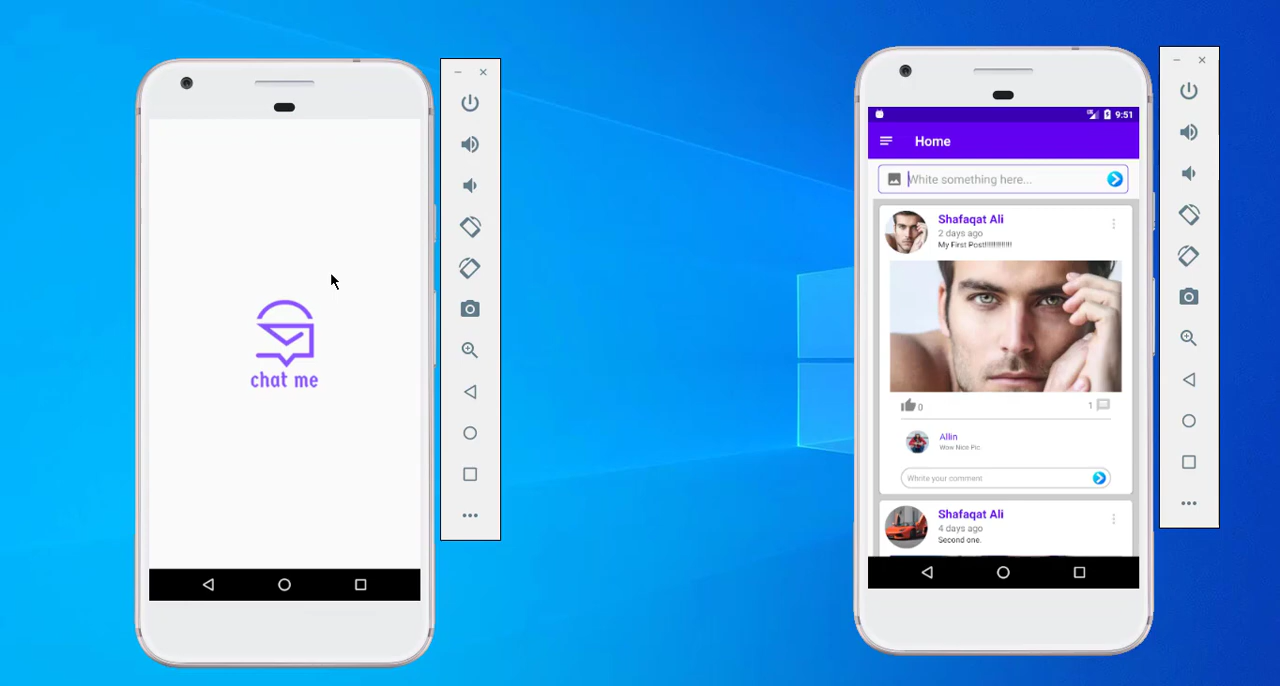 chat me
9:51
Home
White something here...
Shafaqat Ali
2 days ago
My First Post!!!!!!!!!!!!!
0
1
Allin
Wow Nice Pic.
Write your comment
Shafaqat Ali
4 days ago
Second one.